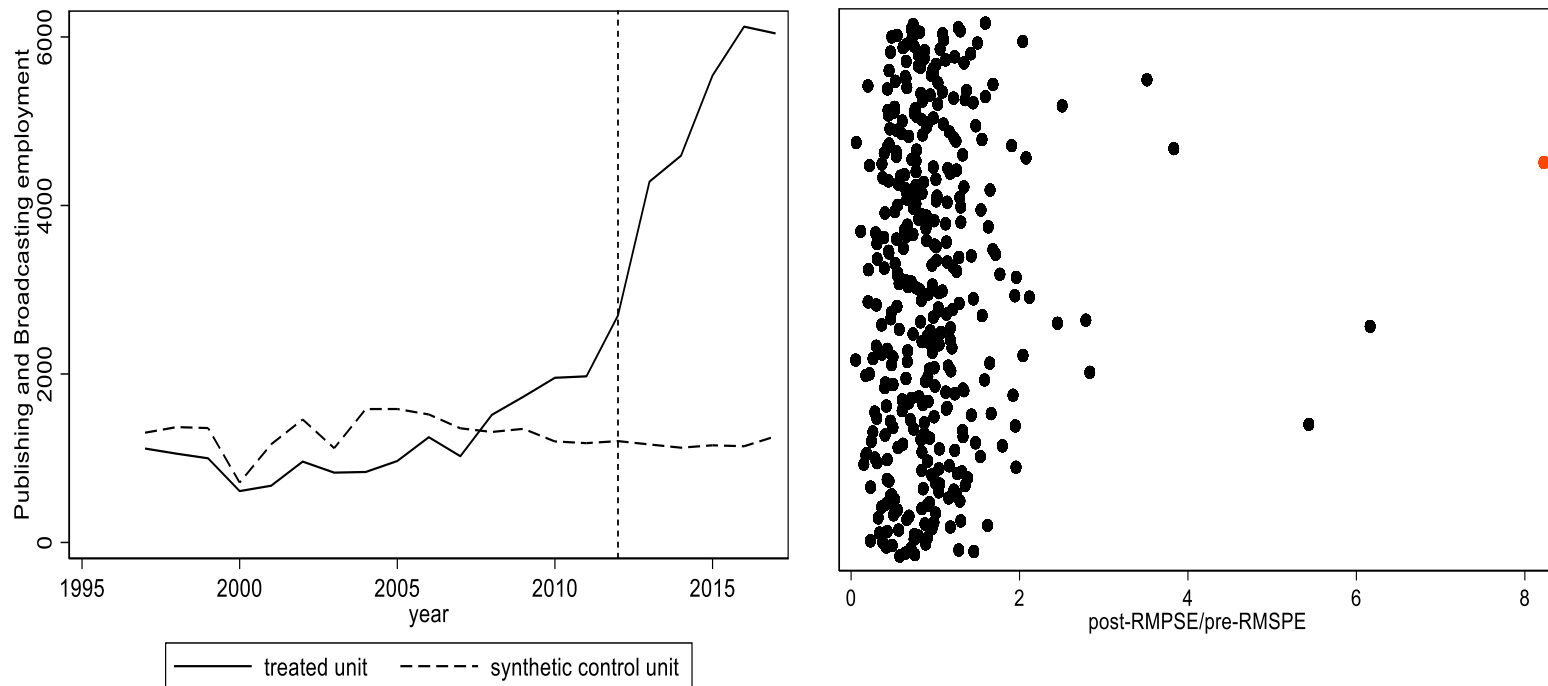 Publishing and Broadcasting employment
6000
4000
2000
0
1995 2000 2005 2010 2015
year
treated unit synthetic control unit
0 2 4 6 8
post-RMPSE/pre-RMSPE